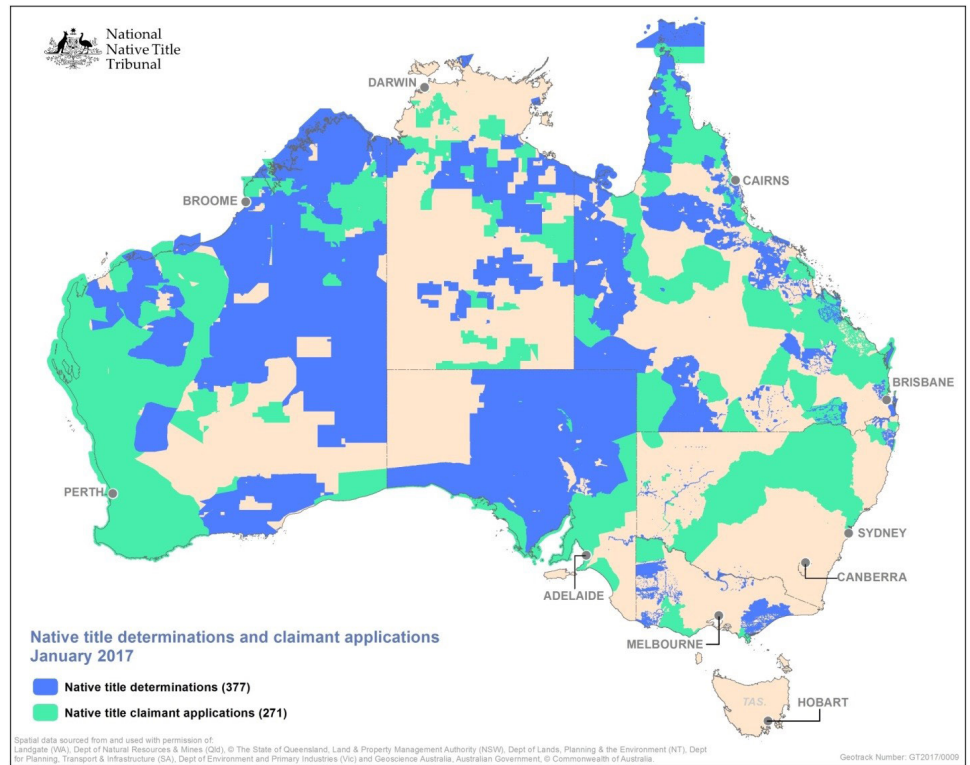 National
Native Title
Tribunal
DARWIN
CAIRNS
BROOME
BRISBANE
PERTH
SYDNEY
CANBERRA
ADELAIDE
MELBOURNE
Native title determinations and claimant applications
January 2017
Native title determinations (377)
Native title claimant applications (271)
TAS.
HOBART
Spatial data sourced from and used with permission of:
Landgate (WA), Dept of Natural Resources & Mines (Qld), © The State of Queensland, Land & Property Management Authority (NSW), Dept of Lands, Planning & the Environment (NT), Dept
for Planning, Transport & Infrastructure (SA), Dept of Environment and Primary Industries (Vic) and Geoscience Australia, Australian Government, © Commonwealth of Australia.
Geotrack Number: GT2017/0009